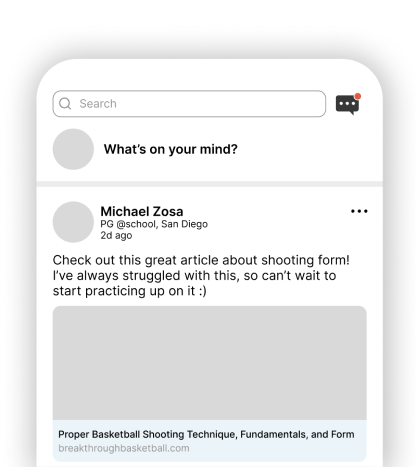 Search
What's on your mind?
Michael Zosa
PG @school, San Diego
2d ago
Check out this great article about shooting form!
I've always struggled with this, so can't wait to
start practicing up on it :)
Proper Basketball Shooting Technique, Fundamentals, and Form
breakthroughbasketball.com